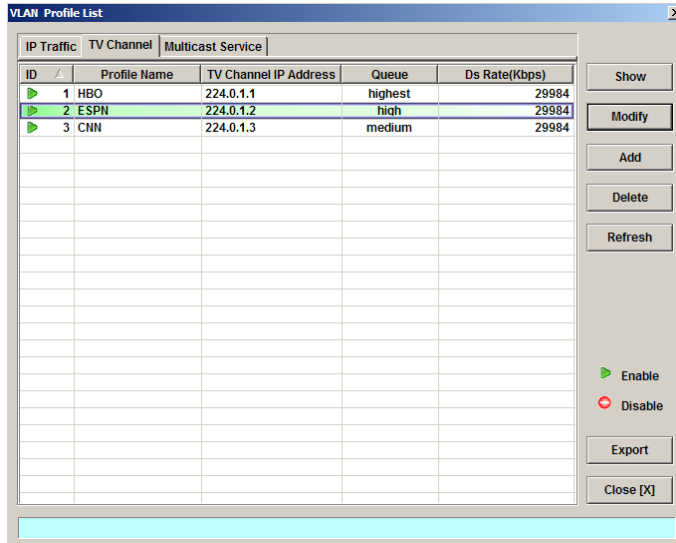 VLAN Profile List
IP Traffic TV Channel Multicast Service
ID Profile Name TV Channel IP Address Queue Ds Rate(Kbps)
1 HBO 224.0.1.1 highest 29984
2 ESPN 224.0.1.2 high 29984
3 CNN 224.0.1.3 medium 29984
Show
Modify
Add
Delete
Refresh
Enable
Disable
Export
Close [X]